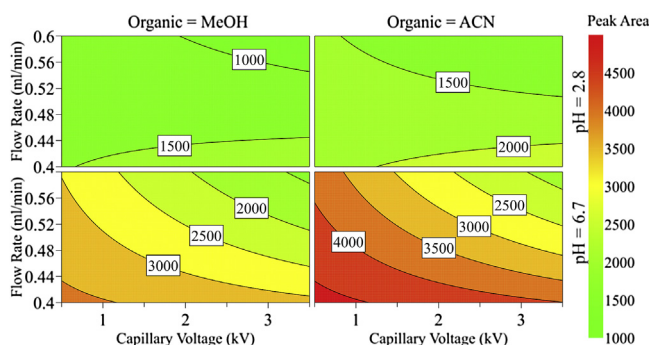 Organic = MeOH
Organic = ACN
Peak Area
Flow Rate (ml/min)
0.6
0.56
0.52
0.48
0.44
0.4
1000
1500
1500
2000
pH = 2.8
Flow Rate (ml/min)
0.56
0.52
0.48
0.44
0.4
2000
2500
3000
2500
3000
3500
4000
pH = 6.7
4500
4000
3500
3000
2500
2000
1500
1000
1 2 3
1 2 3
Capillary Voltage (kV)
Capillary Voltage (kV)